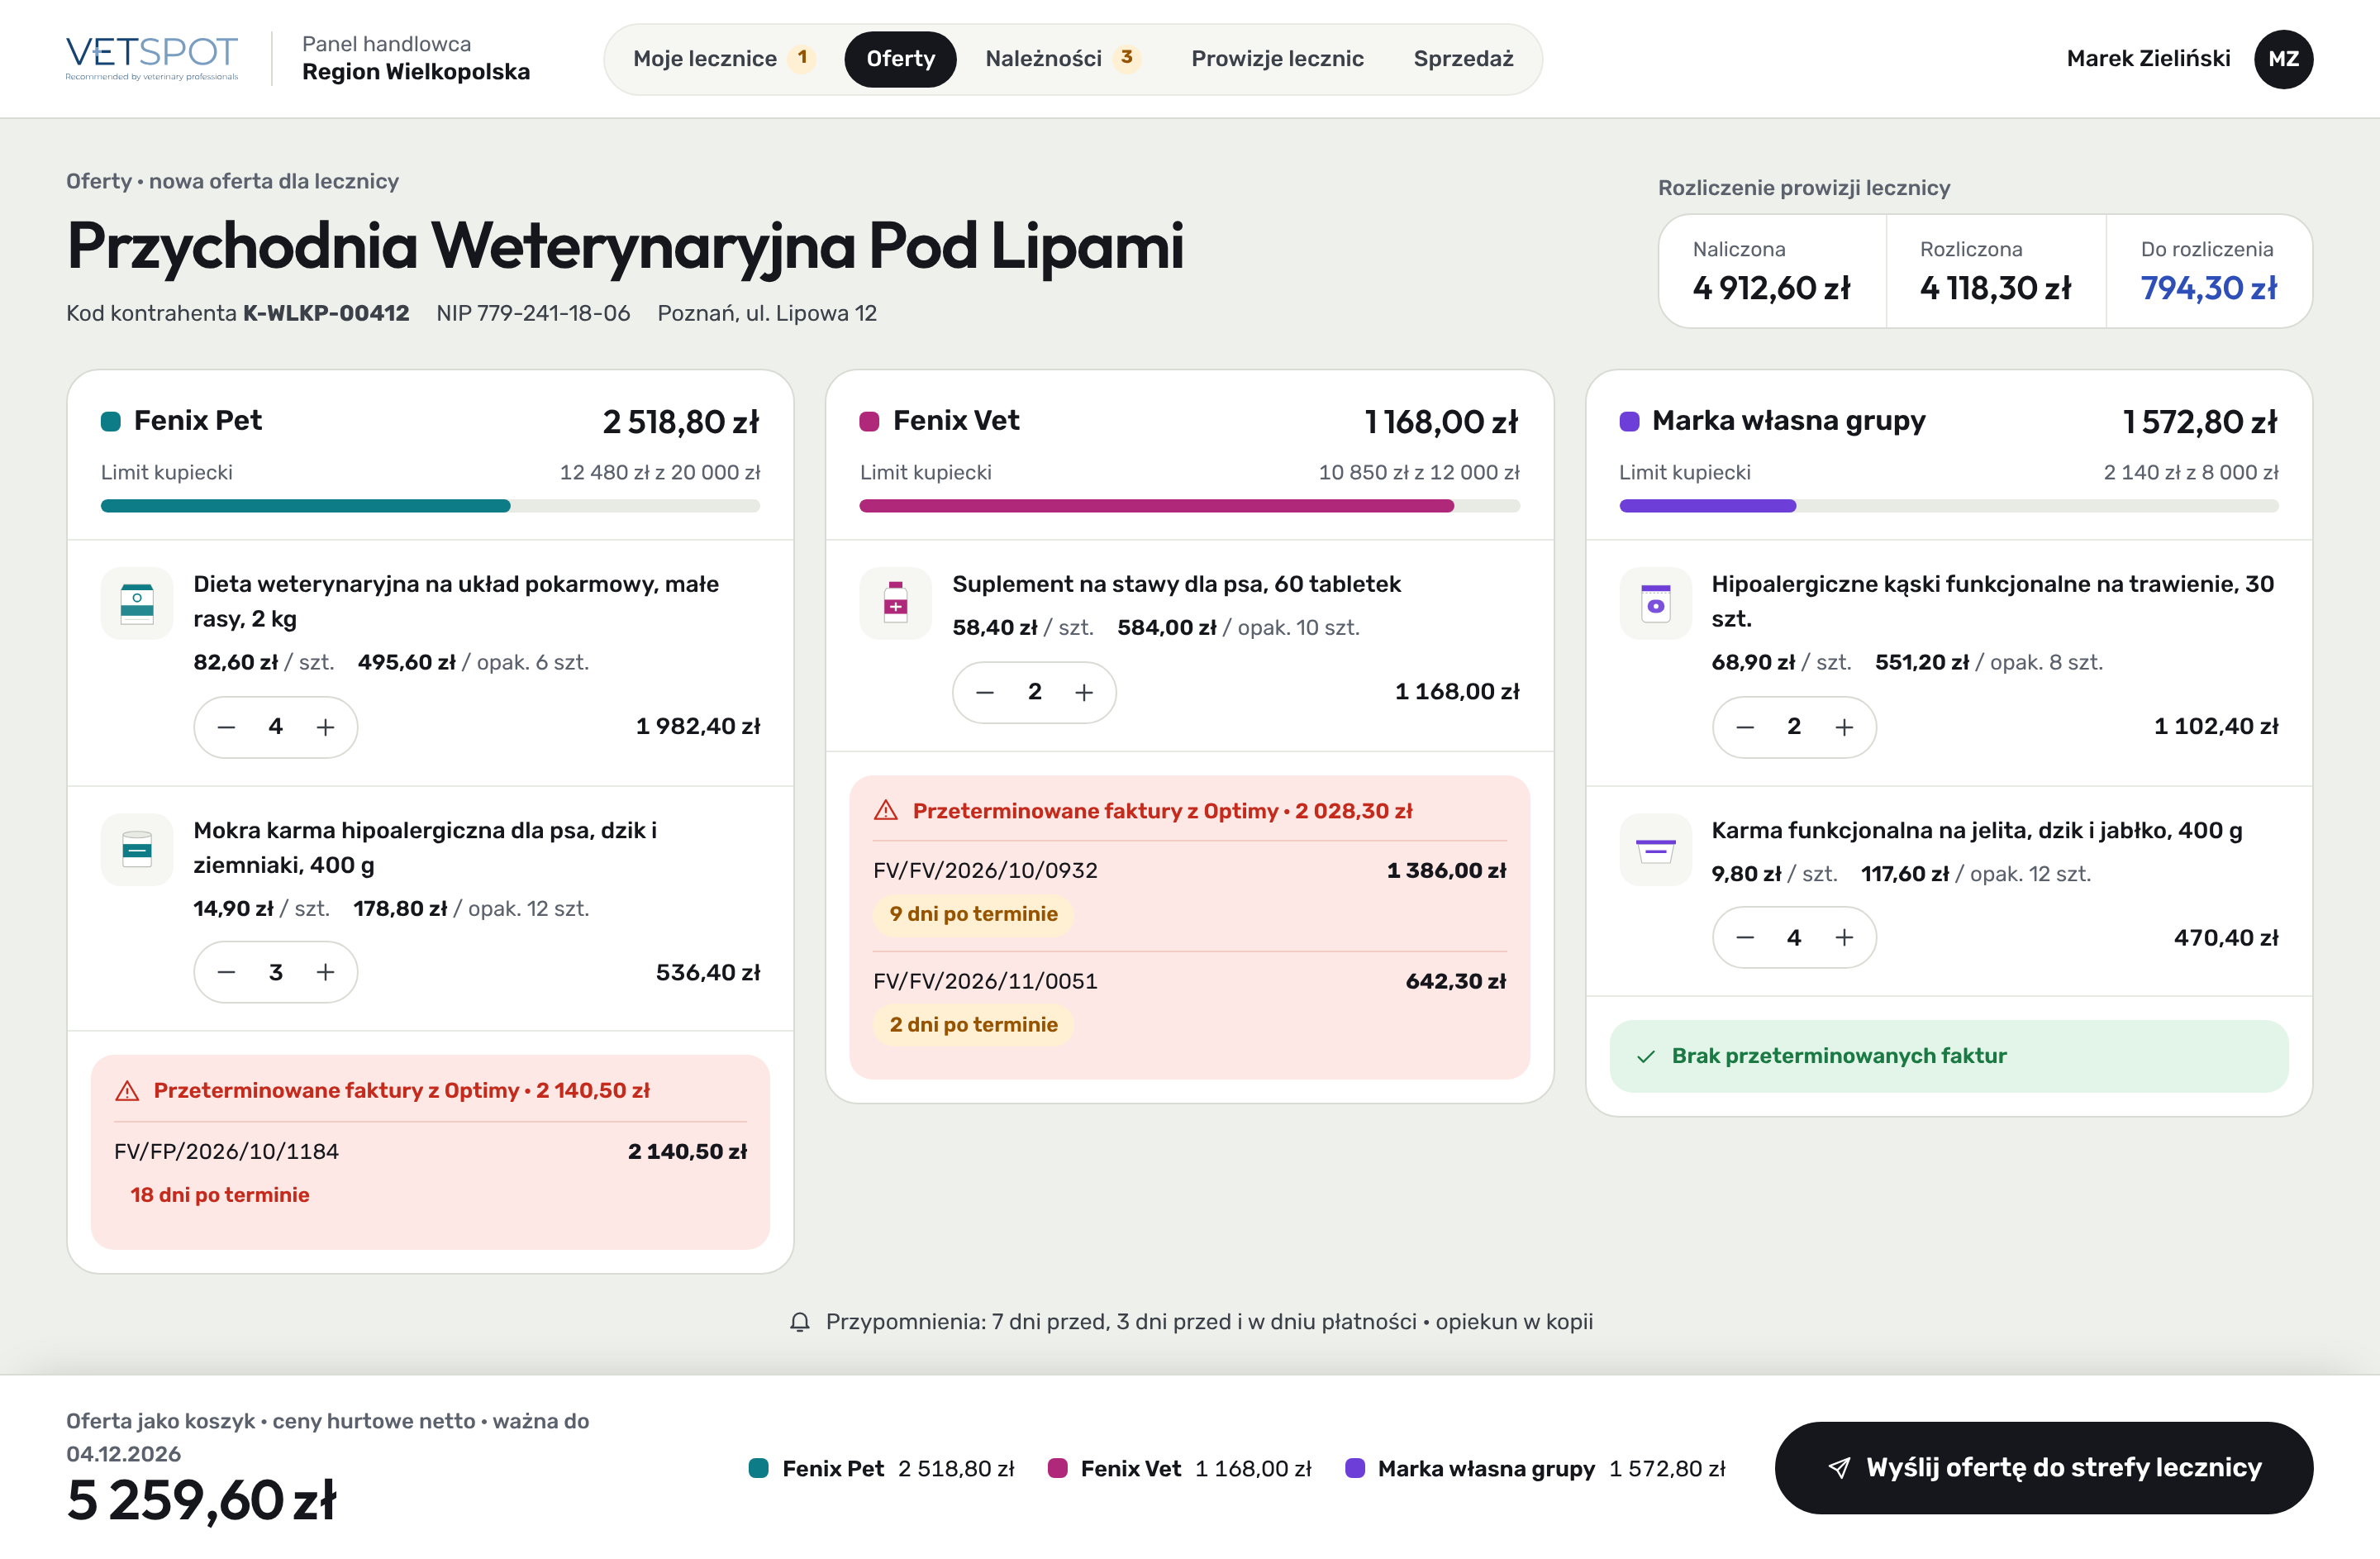 VETSPOT
Recommended by veterinary professionals
Panel handlowca
Region Wielkopolska
Moje lecznice 1
Oferty
Należności 3
Prowizje lecznic
Sprzedaż
Marek Zieliński
MZ
Oferty • nowa oferta dla lecznicy
Przychodnia Weterynaryjna Pod Lipami
Kod kontrahenta K-WLKP-00412 NIP 779-241-18-06 Poznań, ul. Lipowa 12
Rozliczenie prowizji lecznicy
Naliczona
4 912,60 zł
Rozliczona
4 118,30 zł
Do rozliczenia
794,30 zł
Fenix Pet 2 518,80 zł
Limit kupiecki 12 480 zł z 20 000 zł
Dieta weterynaryjna na układ pokarmowy, małe
rasy, 2 kg
82,60 zł / szt. 495,60 zł / opak. 6 szt.
− 4 + 1 982,40 zł
Mokra karma hipoalergiczna dla psa, dzik i
ziemniaki, 400 g
14,90 zł / szt. 178,80 zł / opak. 12 szt.
− 3 + 536,40 zł
Przeterminowane faktury z Optimy • 2 140,50 zł
FV/FP/2026/10/1184 2 140,50 zł
18 dni po terminie
Fenix Vet 1 168,00 zł
Limit kupiecki 10 850 zł z 12 000 zł
Suplement na stawy dla psa, 60 tabletek
58,40 zł / szt. 584,00 zł / opak. 10 szt.
− 2 + 1 168,00 zł
Przeterminowane faktury z Optimy • 2 028,30 zł
FV/FV/2026/10/0932 1 386,00 zł
9 dni po terminie
FV/FV/2026/11/0051 642,30 zł
2 dni po terminie
Marka własna grupy 1 572,80 zł
Limit kupiecki 2 140 zł z 8 000 zł
Hipoalergiczne kąski funkcjonalne na trawienie, 30
szt.
68,90 zł / szt. 551,20 zł / opak. 8 szt.
− 2 + 1 102,40 zł
Karma funkcjonalna na jelita, dzik i jabłko, 400 g
9,80 zł / szt. 117,60 zł / opak. 12 szt.
− 4 + 470,40 zł
Brak przeterminowanych faktur
Przypomnienia: 7 dni przed, 3 dni przed i w dniu płatności • opiekun w kopii
Oferta jako koszyk • ceny hurtowe netto • ważna do
04.12.2026
5 259,60 zł
Fenix Pet 2 518,80 zł
Fenix Vet 1 168,00 zł
Marka własna grupy 1 572,80 zł
Wyślij ofertę do strefy lecznicy